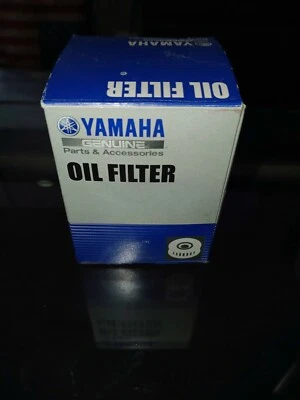 OIL FILTER
YAMAHA
YAMAHA
GENUINE
Parts & Accessories
OIL FILTER